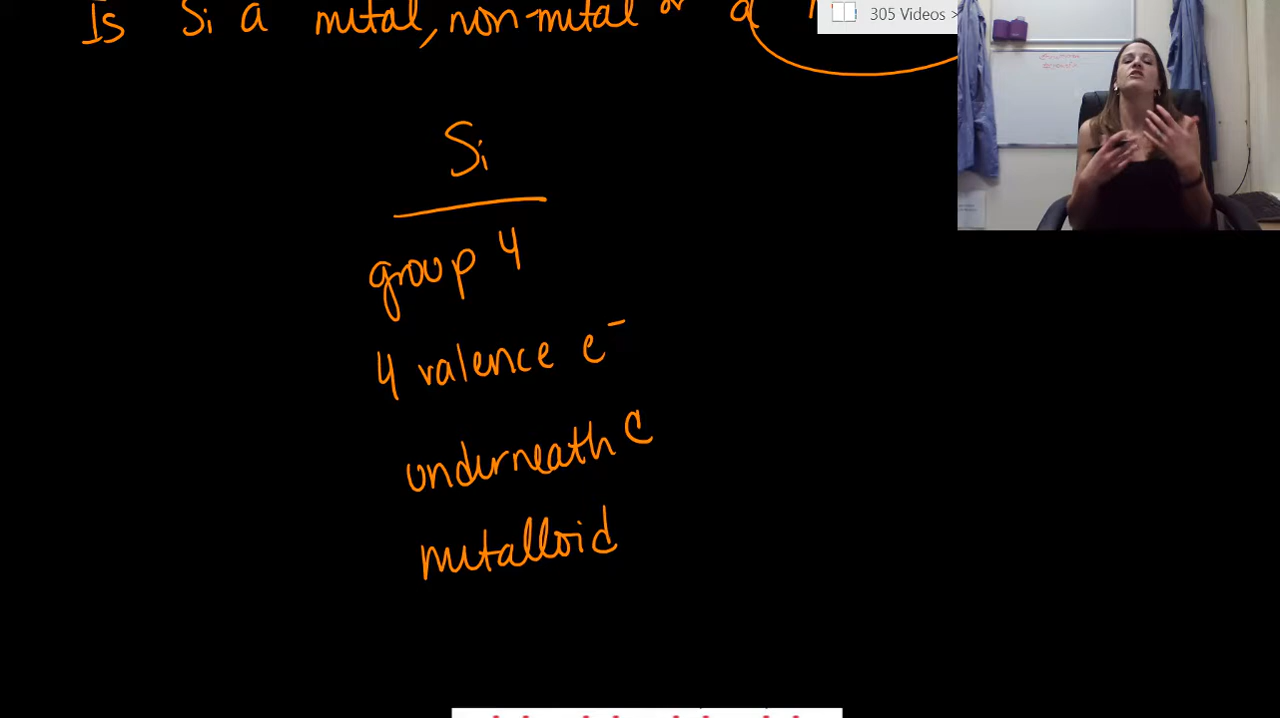 Is Si a metal, non-metal or a
305 Videos >
Si
group 4
4 valence e⁻
underneath C
metalloid